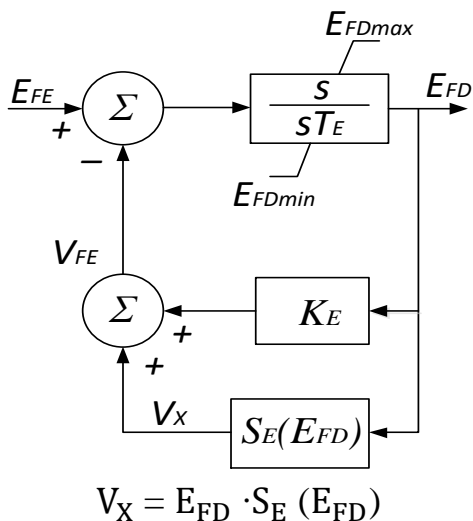 E_FDmax
E_FE
+
Σ
−
s
sT_E
E_FD
E_FDmin
V_FE
Σ
+
+
K_E
V_X
S_E(E_FD)
V_X = E_FD ·S_E (E_FD)